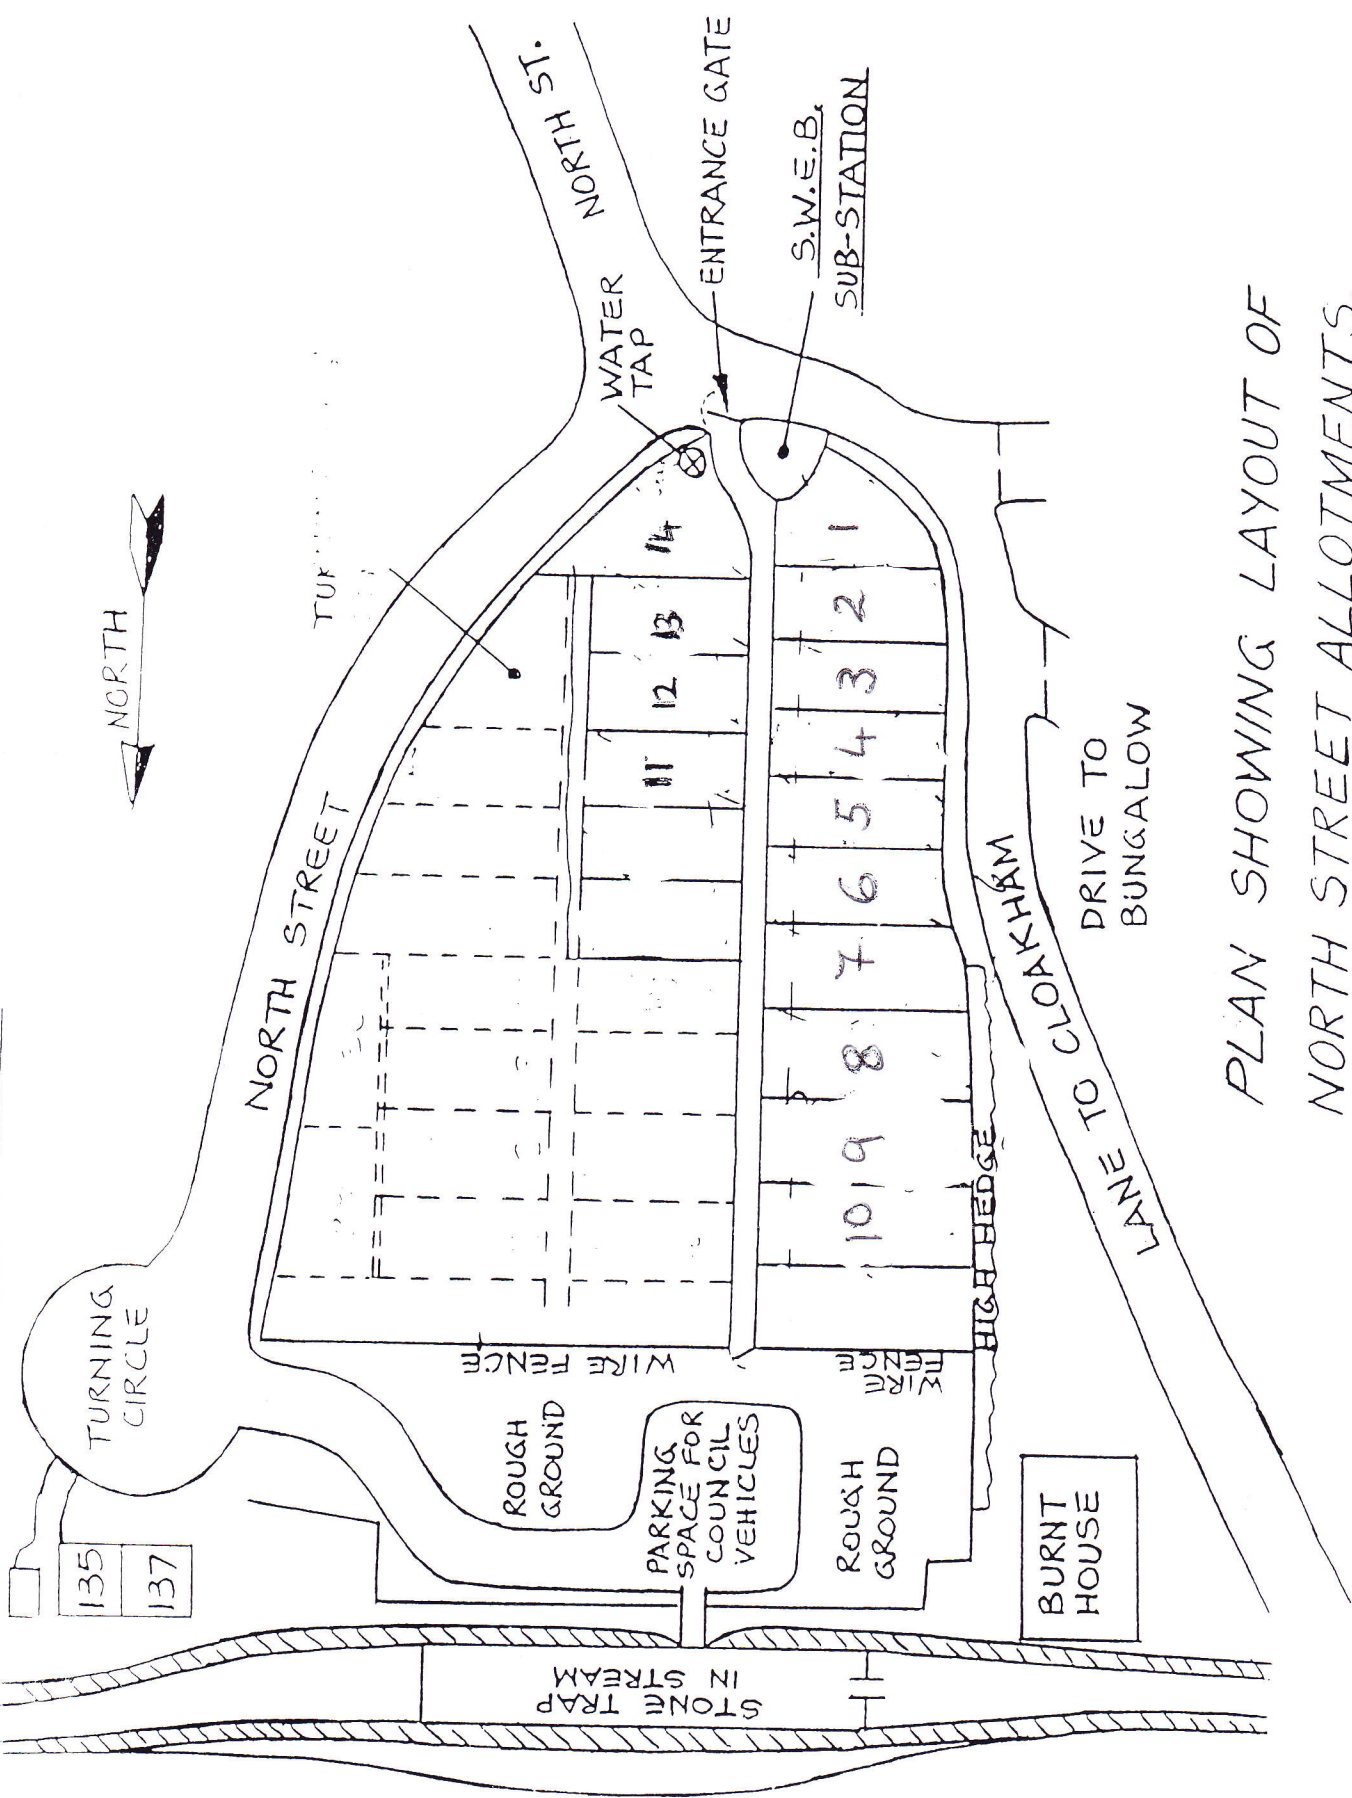 NORTH
NORTH STREET
TURNING
CIRCLE
135
137
NORTH ST.
WATER
TAP
ENTRANCE GATE
S.W.E.B.
SUB-STATION
14
13
12
11
1
2
3
4
5
6
7
8
9
10
WIRE FENCE
WIRE
FENCE
HIGH HEDGE
ROUGH
GROUND
PARKING
SPACE FOR
COUNCIL
VEHICLES
ROUGH
GROUND
STONE TRAP
IN STREAM
BURNT
HOUSE
LANE TO CLOAKHAM
DRIVE TO
BUNGALOW
PLAN SHOWING LAYOUT OF
NORTH STREET ALLOTMENTS.